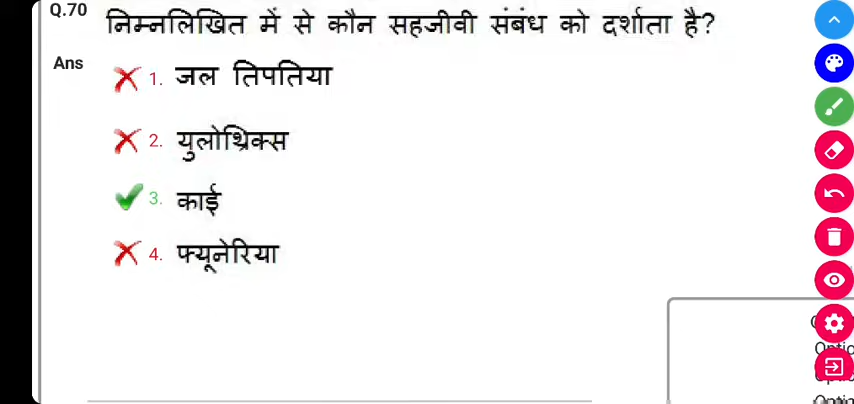 Q.70 निम्नलिखित में से कौन सहजीवी संबंध को दर्शाता है?
Ans 1. जल तिपतिया
2. युलोथ्रिक्स
3. काई
4. फ्यूनेरिया